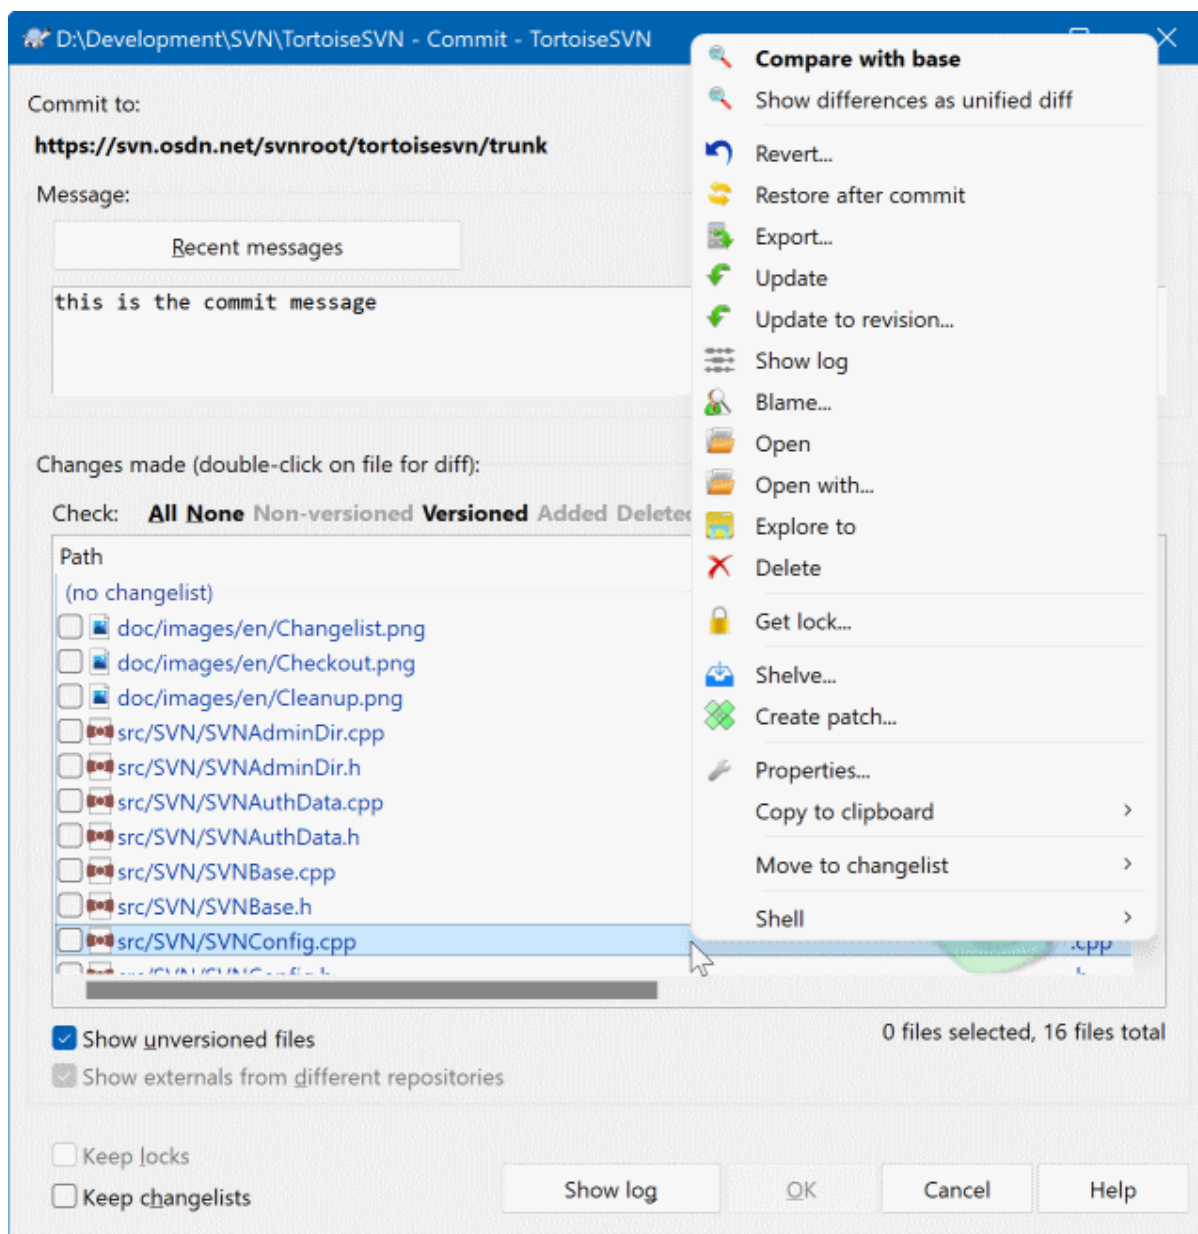 D:\Development\SVN\TortoiseSVN - Commit - TortoiseSVN
Commit to:
https://svn.osdn.net/svnroot/tortoisesvn/trunk
Message:
Recent messages
this is the commit message
Changes made (double-click on file for diff):
Check: All None Non-versioned Versioned Added Deleted
Path
(no changelist)
doc/images/en/Changelist.png
doc/images/en/Checkout.png
doc/images/en/Cleanup.png
src/SVN/SVNAdminDir.cpp
src/SVN/SVNAdminDir.h
src/SVN/SVNAuthData.cpp
src/SVN/SVNAuthData.h
src/SVN/SVNBase.cpp
src/SVN/SVNBase.h
src/SVN/SVNConfig.cpp .cpp
Compare with base
Show differences as unified diff
Revert...
Restore after commit
Export...
Update
Update to revision...
Show log
Blame...
Open
Open with...
Explore to
Delete
Get lock...
Shelve...
Create patch...
Properties...
Copy to clipboard
Move to changelist
Shell
Show unversioned files
0 files selected, 16 files total
Show externals from different repositories
Keep locks
Keep changelists
Show log
OK
Cancel
Help